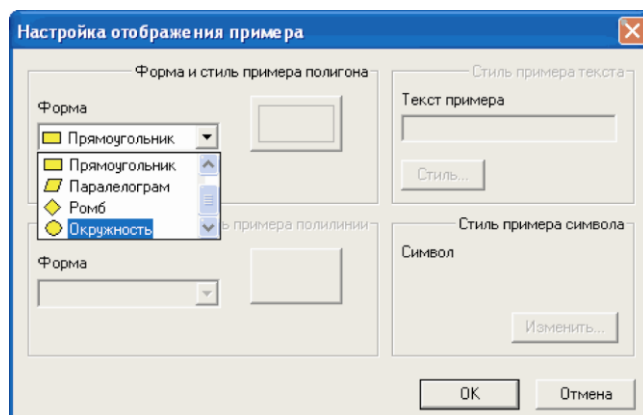 Настройка отображения примера
Форма и стиль примера полигона
Форма
Прямоугольник
Прямоугольник
Паралелограм
Ромб
Окружность
Стиль примера текста
Текст примера
Стиль...
ь примера полилинии
Форма
Стиль примера символа
Символ
Изменить...
OK
Отмена